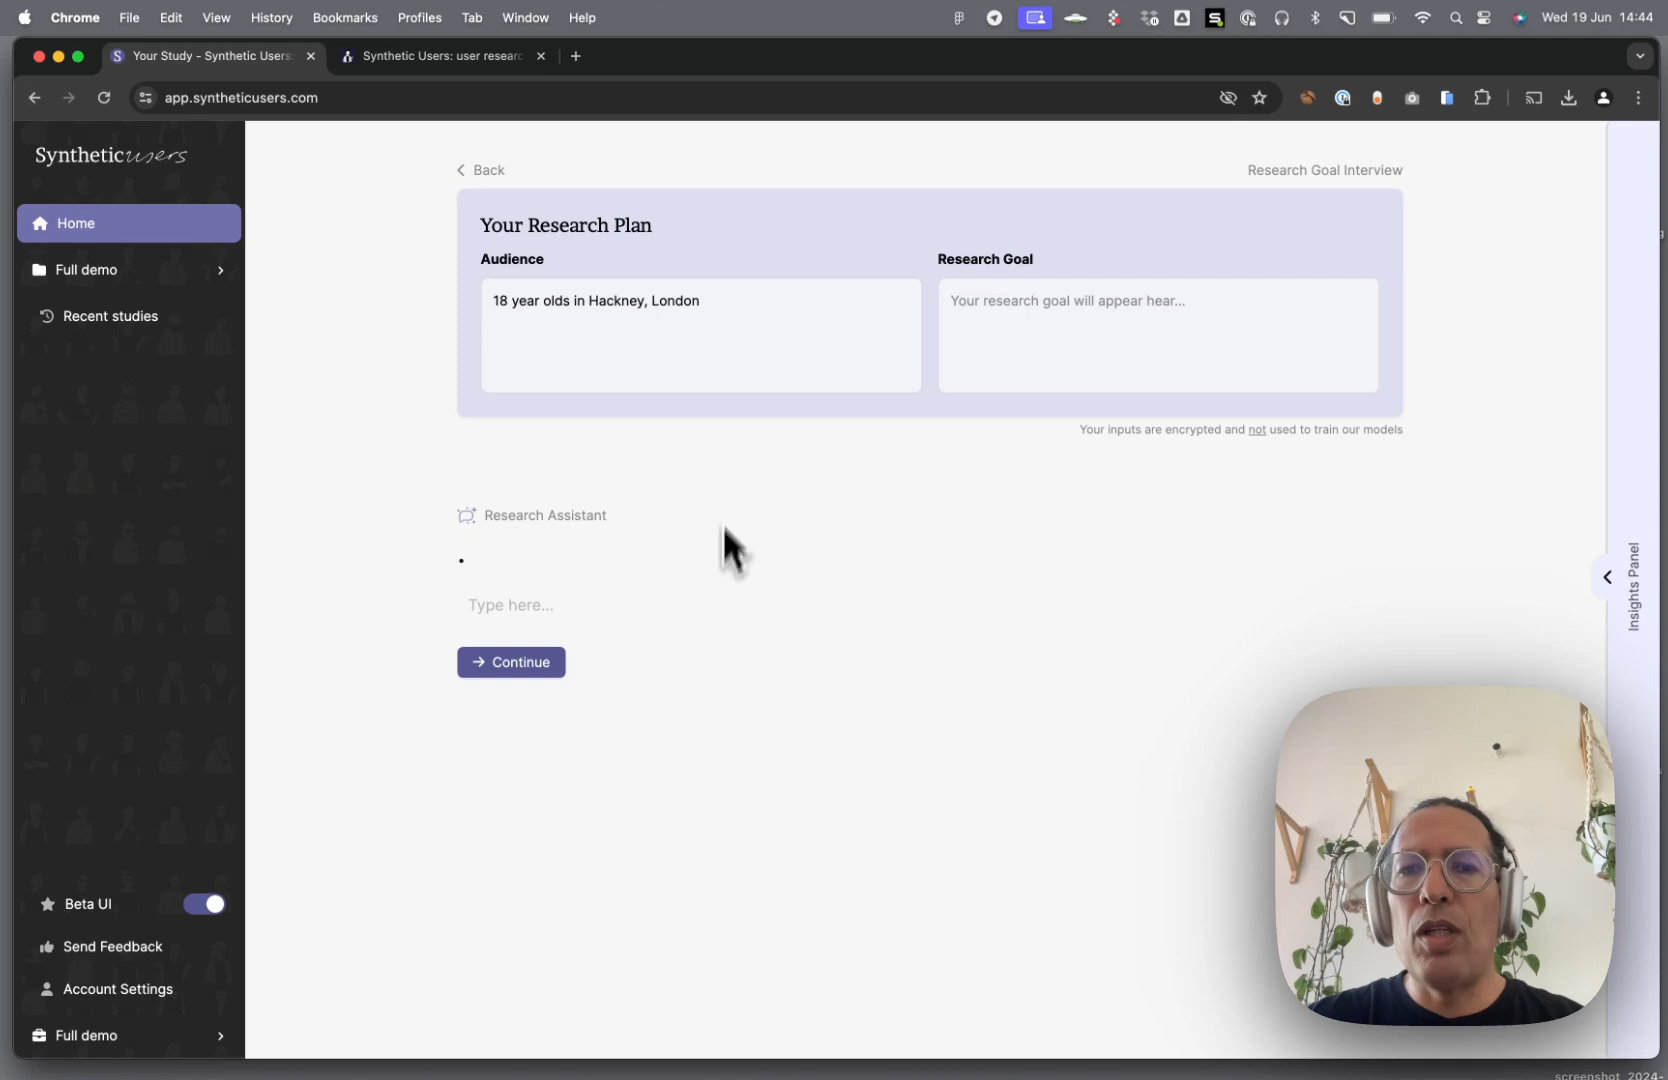 Chrome File Edit View History Bookmarks Profiles Tab Window Help Wed 19 Jun 14:44
Your Study - Synthetic Users Synthetic Users: user researc
app.syntheticusers.com
Syntheticusers
Home
Full demo
Recent studies
Beta UI
Send Feedback
Account Settings
Full demo
Back Research Goal Interview
Your Research Plan
Audience Research Goal
18 year olds in Hackney, London Your research goal will appear hear...
Your inputs are encrypted and not used to train our models
Research Assistant
Type here...
Continue
Insights Panel
screenshot_2024-